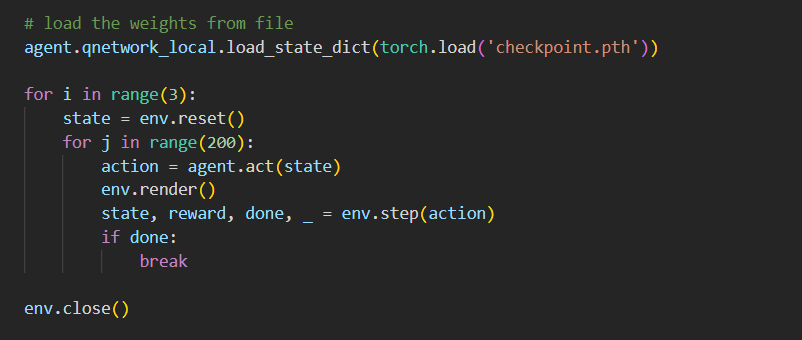 # load the weights from file
agent.qnetwork_local.load_state_dict(torch.load('checkpoint.pth'))

for i in range(3):
    state = env.reset()
    for j in range(200):
        action = agent.act(state)
        env.render()
        state, reward, done, _ = env.step(action)
        if done:
            break

env.close()